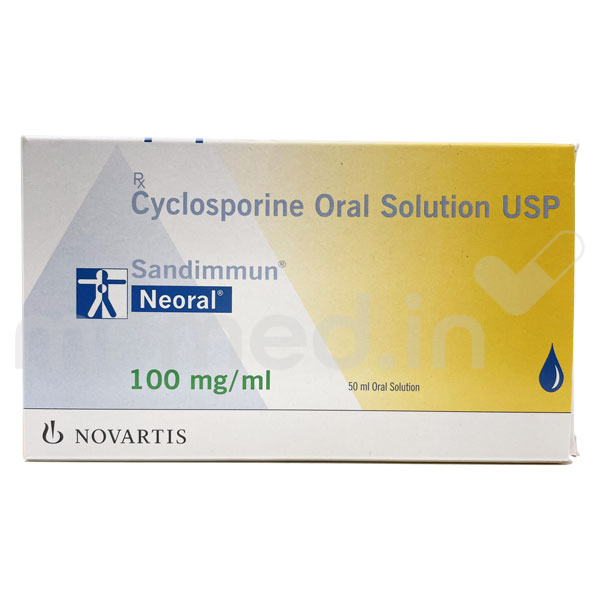 Rx
Cyclosporine Oral Solution USP
Sandimmun®
Neoral®
100 mg/ml
50 ml Oral Solution
NOVARTIS